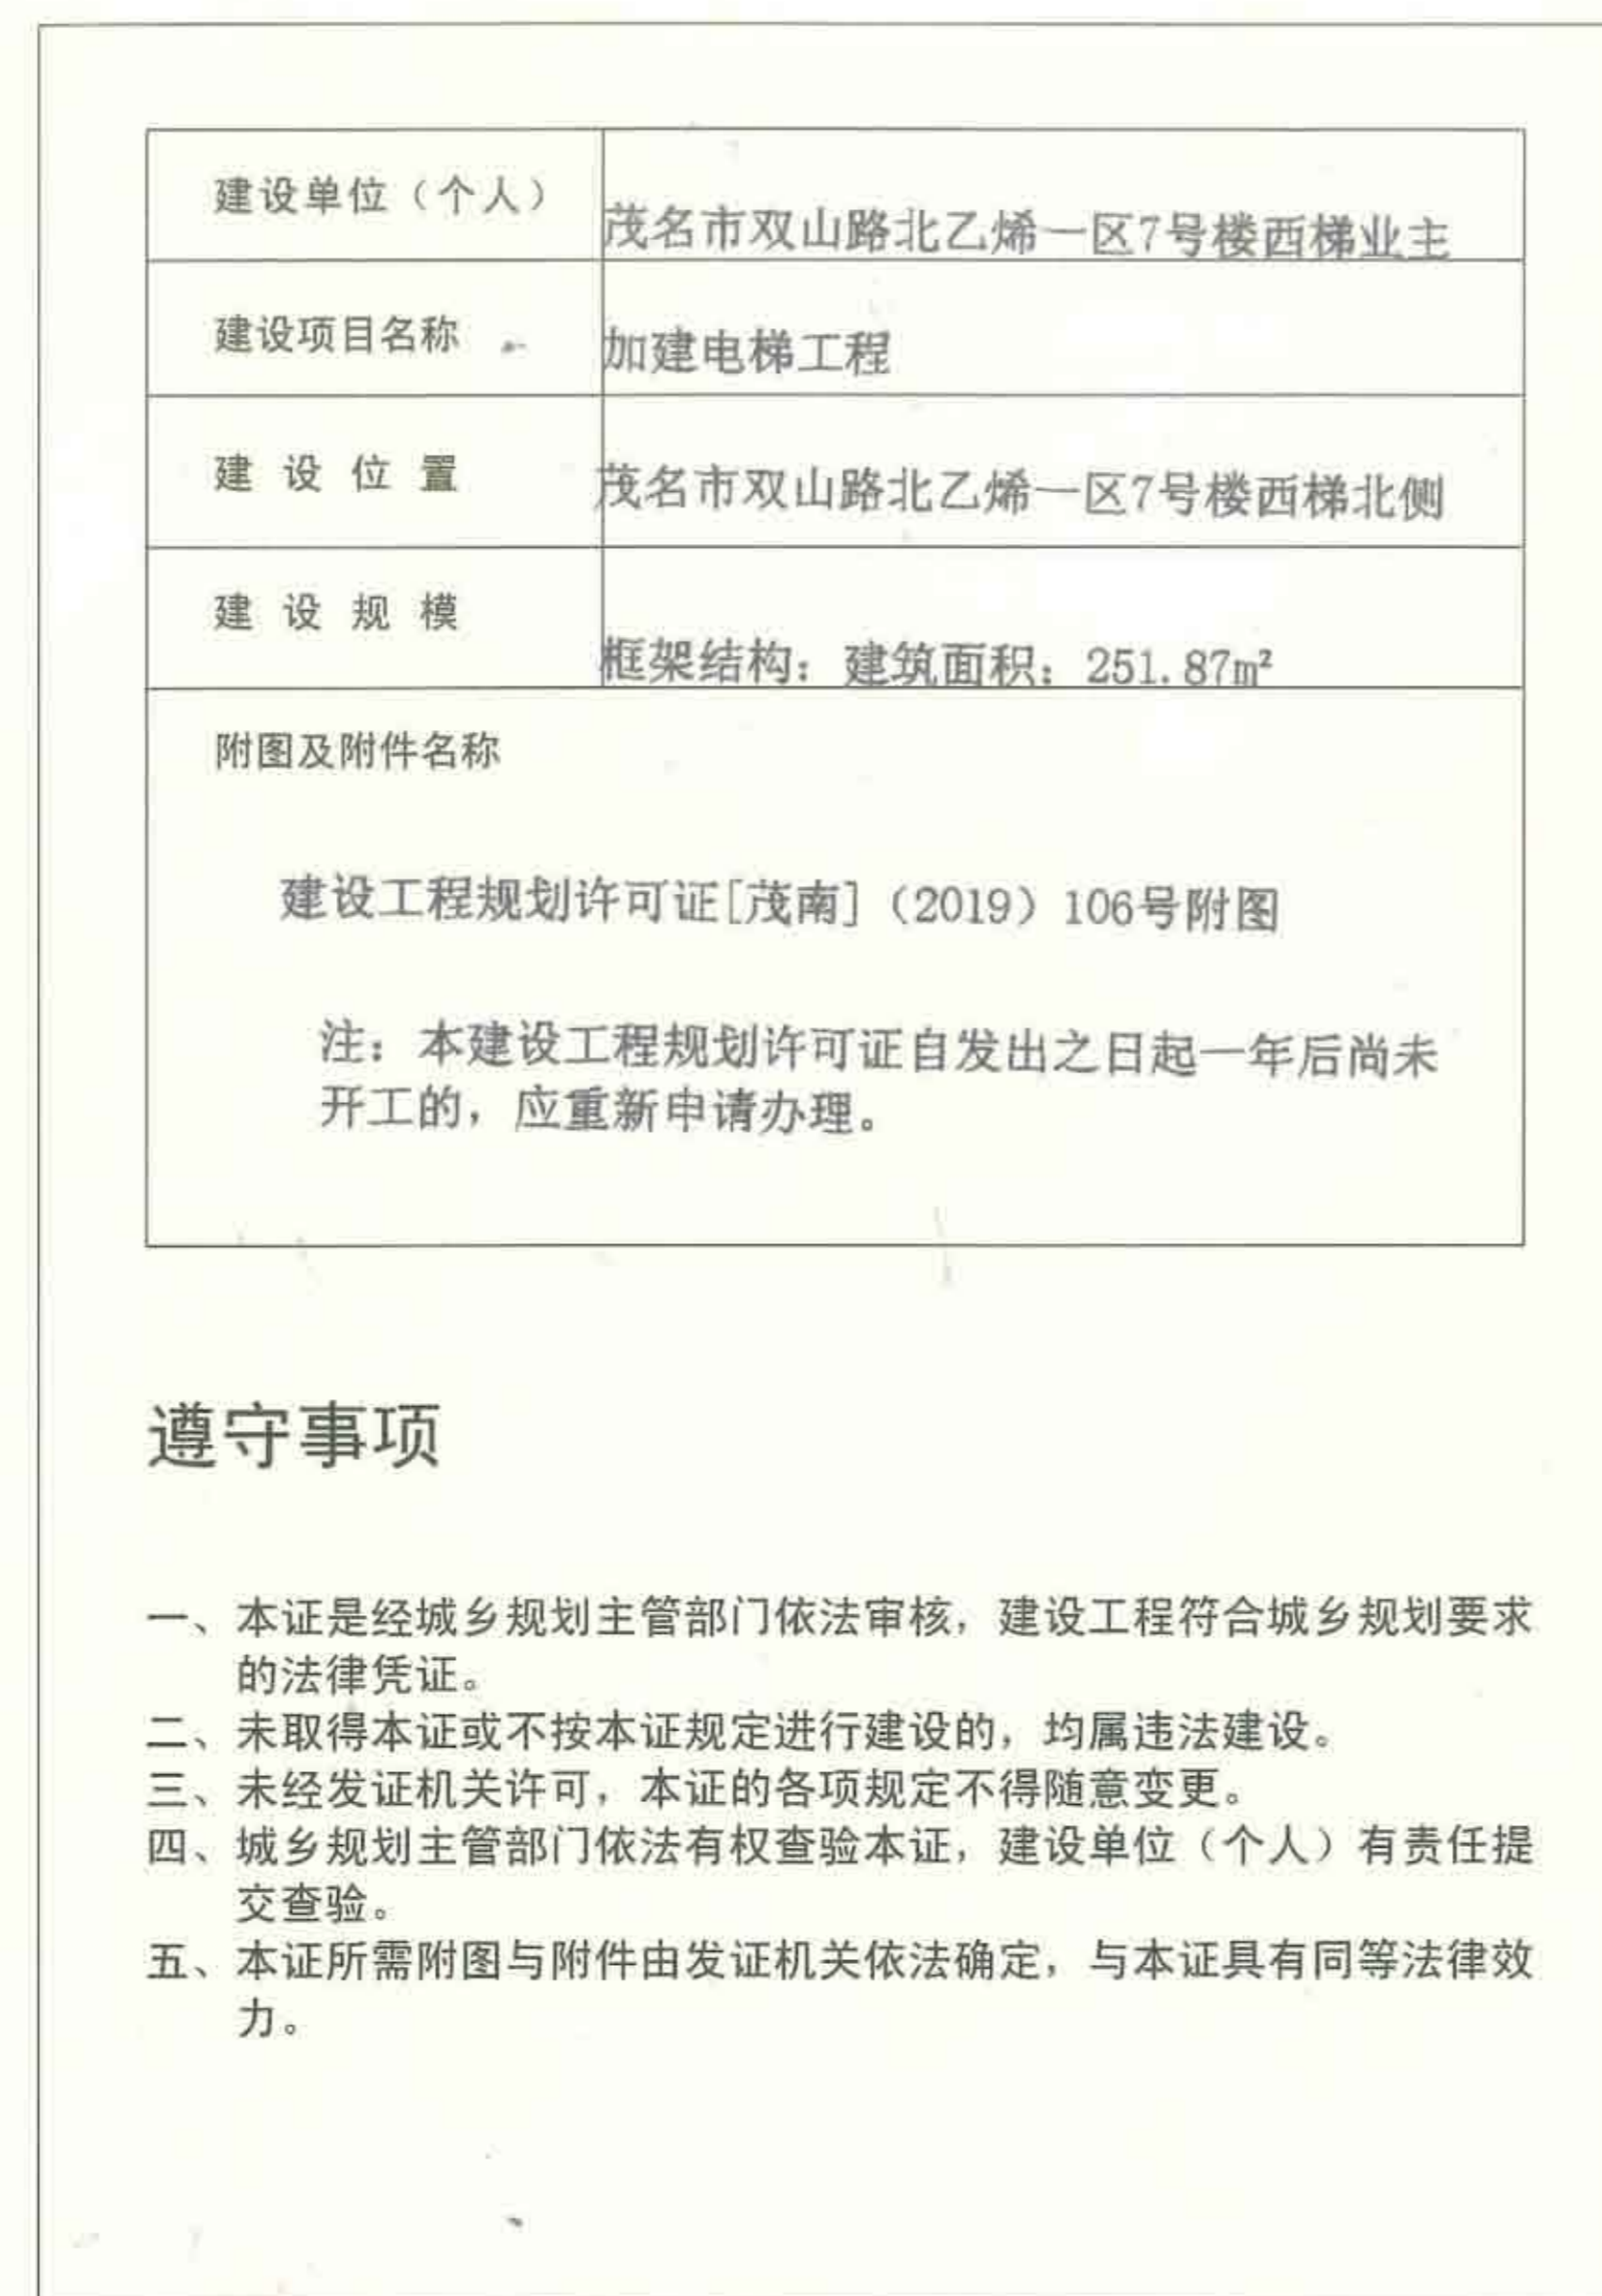 建设单位（个人）
茂名市双山路北乙烯一区7号楼西梯业主
建设项目名称
加建电梯工程
建设位置
茂名市双山路北乙烯一区7号楼西梯北侧
建设规模
框架结构：建筑面积：251.87m²
附图及附件名称
建设工程规划许可证[茂南]（2019）106号附图
注：本建设工程规划许可证自发出之日起一年后尚未
开工的，应重新申请办理。
遵守事项
一、本证是经城乡规划主管部门依法审核，建设工程符合城乡规划要求
的法律凭证。
二、未取得本证或不按本证规定进行建设的，均属违法建设。
三、未经发证机关许可，本证的各项规定不得随意变更。
四、城乡规划主管部门依法有权查验本证，建设单位（个人）有责任提
交查验。
五、本证所需附图与附件由发证机关依法确定，与本证具有同等法律效
力。